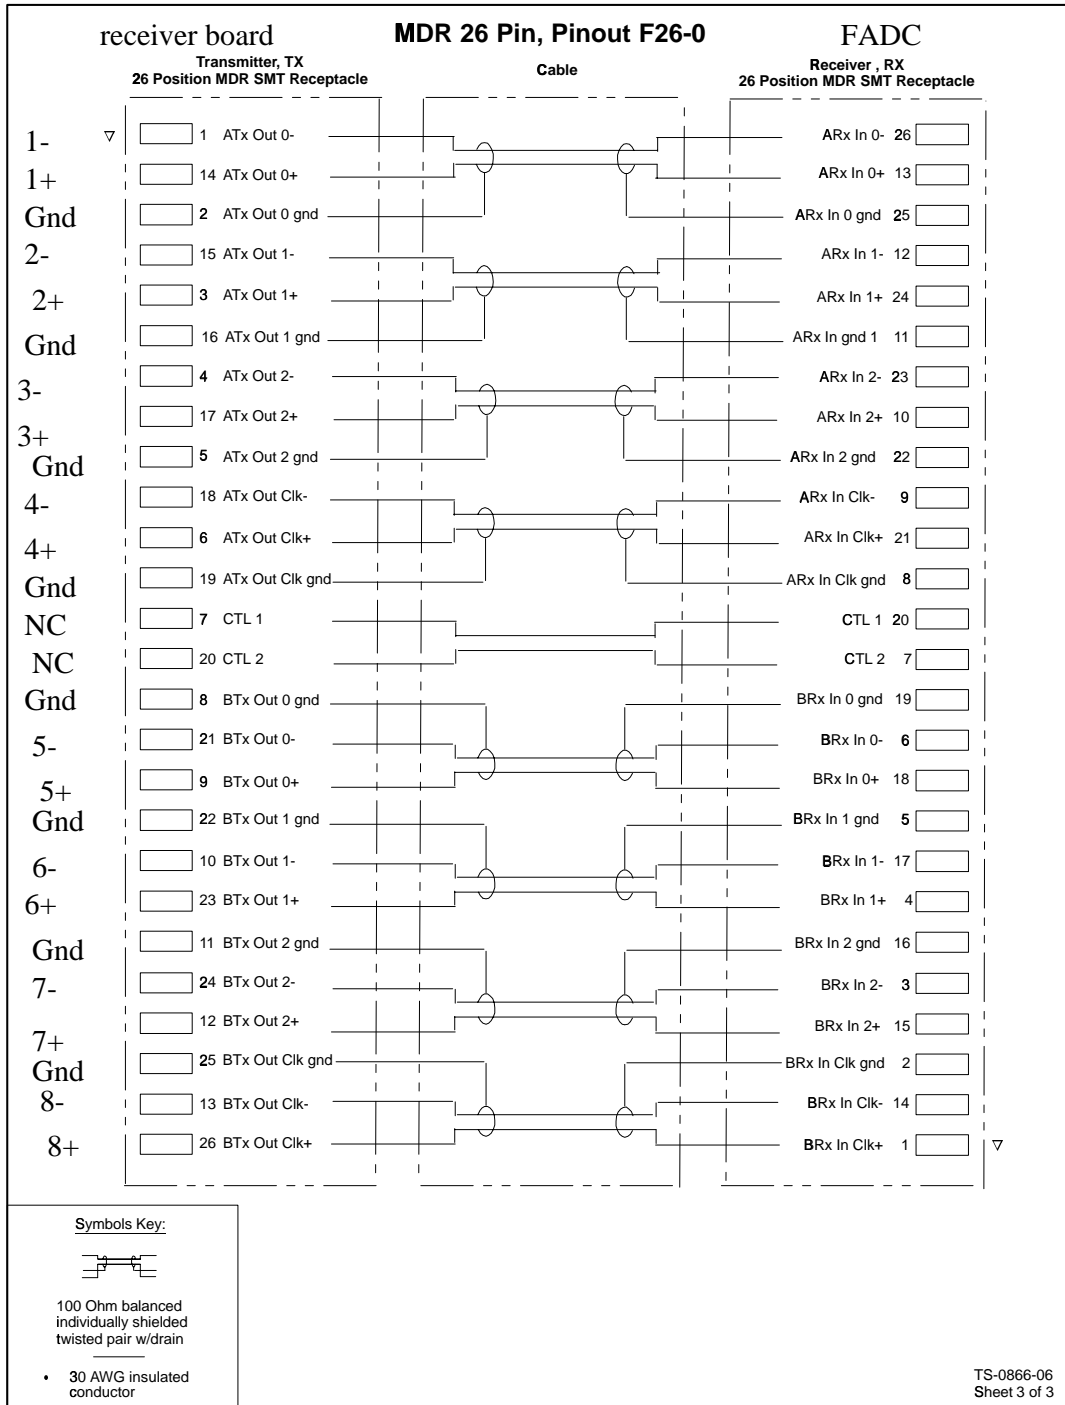 receiver board MDR 26 Pin, Pinout F26-0 FADC
Transmitter, TX Cable Receiver , RX
26 Position MDR SMT Receptacle 26 Position MDR SMT Receptacle
1- 1 ATx Out 0- ARx In 0- 26
1+ 14 ATx Out 0+ ARx In 0+ 13
Gnd 2 ATx Out 0 gnd ARx In 0 gnd 25
2- 15 ATx Out 1- ARx In 1- 12
2+ 3 ATx Out 1+ ARx In 1+ 24
Gnd 16 ATx Out 1 gnd ARx In gnd 1 11
3- 4 ATx Out 2- ARx In 2- 23
3+ 17 ATx Out 2+ ARx In 2+ 10
Gnd 5 ATx Out 2 gnd ARx In 2 gnd 22
4- 18 ATx Out Clk- ARx In Clk- 9
4+ 6 ATx Out Clk+ ARx In Clk+ 21
Gnd 19 ATx Out Clk gnd ARx In Clk gnd 8
NC 7 CTL 1 CTL 1 20
NC 20 CTL 2 CTL 2 7
Gnd 8 BTx Out 0 gnd BRx In 0 gnd 19
5- 21 BTx Out 0- BRx In 0- 6
5+ 9 BTx Out 0+ BRx In 0+ 18
Gnd 22 BTx Out 1 gnd BRx In 1 gnd 5
6- 10 BTx Out 1- BRx In 1- 17
6+ 23 BTx Out 1+ BRx In 1+ 4
Gnd 11 BTx Out 2 gnd BRx In 2 gnd 16
7- 24 BTx Out 2- BRx In 2- 3
7+ 12 BTx Out 2+ BRx In 2+ 15
Gnd 25 BTx Out Clk gnd BRx In Clk gnd 2
8- 13 BTx Out Clk- BRx In Clk- 14
8+ 26 BTx Out Clk+ BRx In Clk+ 1
Symbols Key:
100 Ohm balanced
individually shielded
twisted pair w/drain
• 30 AWG insulated
conductor
TS-0866-06
Sheet 3 of 3